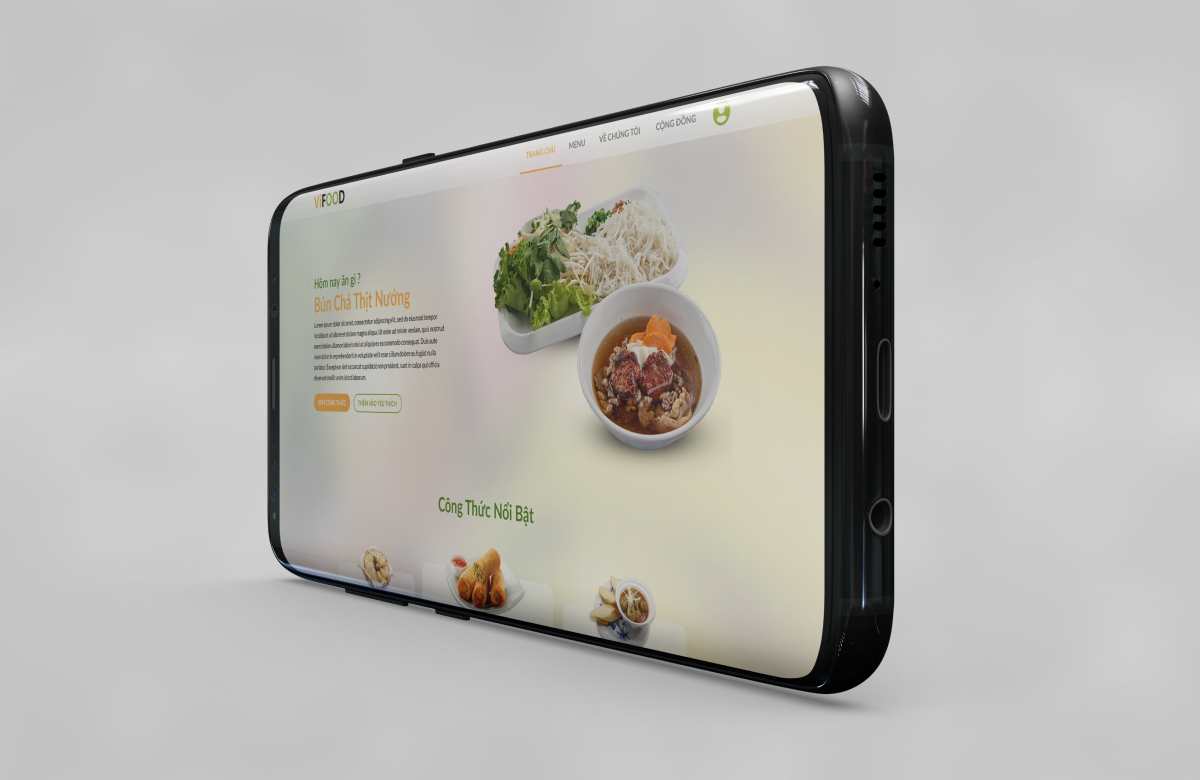 TRANG CHỦ
MENU
VỀ CHÚNG TÔI
CỘNG ĐỒNG
ViFOOD
Hôm nay ăn gì ?
Bún Chả Thịt Nướng
Lorem ipsum dolor sit amet, consectetur adipiscing elit, sed do eiusmod tempor
incididunt ut labore et dolore magna aliqua. Ut enim ad minim veniam, quis nostrud
exercitation ullamco laboris nisi ut aliquip ex ea commodo consequat. Duis aute
irure dolor in reprehenderit in voluptate velit esse cillum dolore eu fugiat nulla
pariatur. Excepteur sint occaecat cupidatat non proident, sunt in culpa qui officia
deserunt mollit anim id est laborum.
XEM CÔNG THỨC
THÊM VÀO YÊU THÍCH
Công Thức Nổi Bật